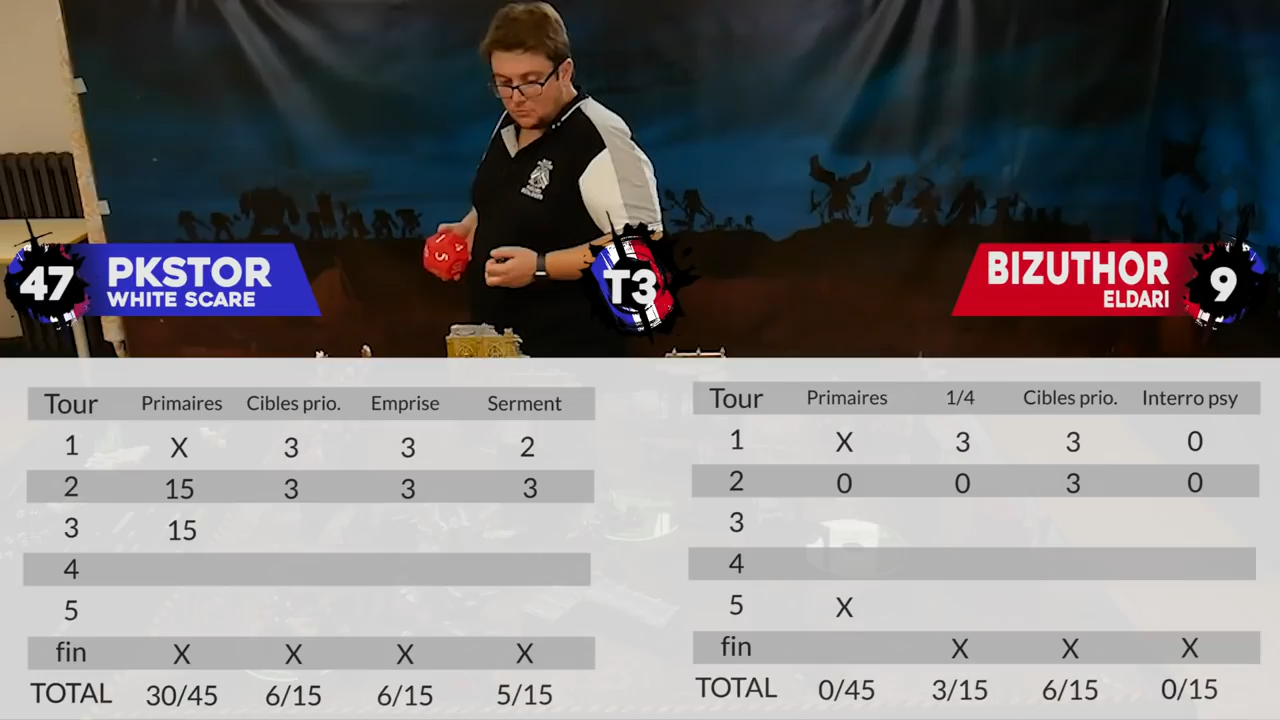 47 PKSTOR
WHITE SCARE
T3
BIZUTHOR 9
ELDARI
Tour Primaires Cibles prio. Emprise Serment
1 X 3 3 2
2 15 3 3 3
3 15
4
5
fin X X X X
TOTAL 30/45 6/15 6/15 5/15
Tour Primaires 1/4 Cibles prio. Interro psy
1 X 3 3 0
2 0 0 3 0
3
4
5 X
fin X X X
TOTAL 0/45 3/15 6/15 0/15